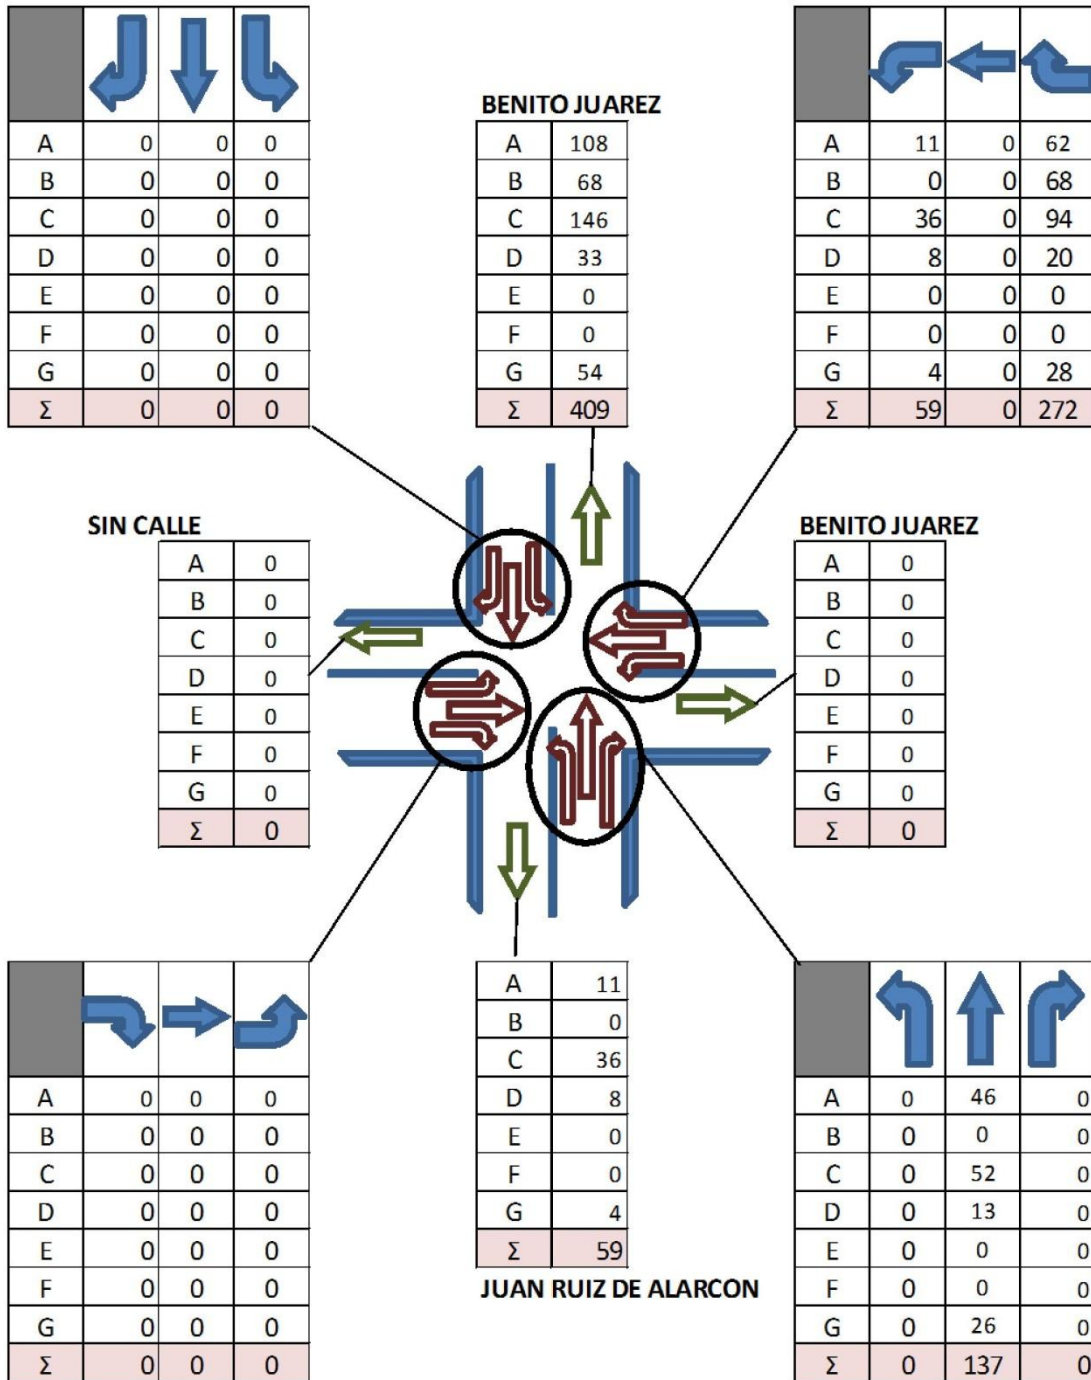 A 0 0 0
B 0 0 0
C 0 0 0
D 0 0 0
E 0 0 0
F 0 0 0
G 0 0 0
Σ 0 0 0
BENITO JUAREZ
A 108
B 68
C 146
D 33
E 0
F 0
G 54
Σ 409
A 11 0 62
B 0 0 68
C 36 0 94
D 8 0 20
E 0 0 0
F 0 0 0
G 4 0 28
Σ 59 0 272
SIN CALLE
A 0
B 0
C 0
D 0
E 0
F 0
G 0
Σ 0
BENITO JUAREZ
A 0
B 0
C 0
D 0
E 0
F 0
G 0
Σ 0
A 0 0 0
B 0 0 0
C 0 0 0
D 0 0 0
E 0 0 0
F 0 0 0
G 0 0 0
Σ 0 0 0
A 11
B 0
C 36
D 8
E 0
F 0
G 4
Σ 59
JUAN RUIZ DE ALARCON
A 0 46 0
B 0 0 0
C 0 52 0
D 0 13 0
E 0 0 0
F 0 0 0
G 0 26 0
Σ 0 137 0